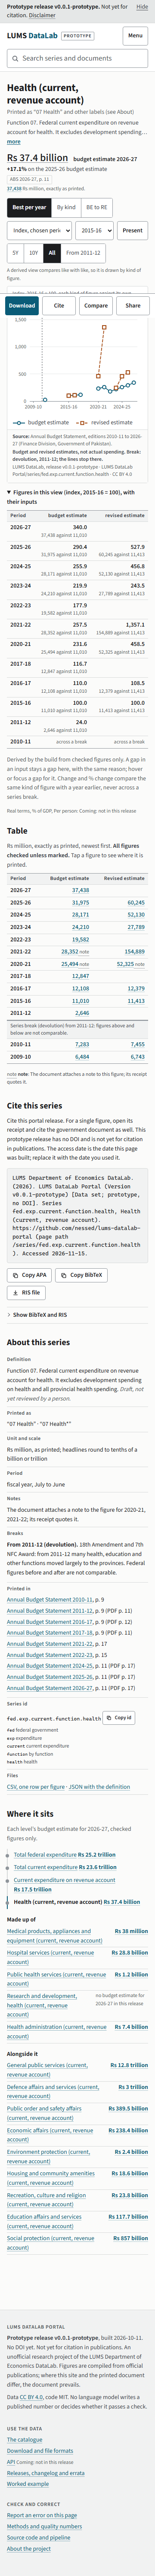 Prototype release v0.0.1-prototype. Not yet for citation. Disclaimer
Hide
LUMS DataLab PROTOTYPE
Menu
Search series and documents
Health (current,
revenue account)
Printed as "07 Health" and other labels (see About)
Function 07. Federal current expenditure on revenue
account for health. It excludes development spending…
more
Rs 37.4 billion budget estimate 2026-27
+17.1% on the 2025-26 budget estimate
ABS 2026-27, p. 11
37,438 Rs million, exactly as printed.
Best per year
By kind
BE to RE
Index, chosen period
2015-16
Present
5Y
10Y
All
From 2011-12
A derived view computes like with like, so it is drawn by kind of
figure.
Download
Cite
Compare
Share
1,500
1,000
500
0
2009-10
2015-16
2020-21
2024-25
budget estimate
revised estimate
Source: Annual Budget Statement, editions 2010-11 to 2026-
27 (Finance Division, Government of Pakistan).
Budget and revised estimates, not actual spending. Break:
devolution, 2011-12; the lines stop there.
LUMS DataLab, release v0.0.1-prototype · LUMS DataLab
Portal/series/fed.exp.current.function.health · CC BY 4.0
Figures in this view (index, 2015-16 = 100), with
their inputs
Period budget estimate revised estimate
2026-27 340.0
37,438 against 11,010
2025-26 290.4 527.9
31,975 against 11,010 60,245 against 11,413
2024-25 255.9 456.8
28,171 against 11,010 52,130 against 11,413
2023-24 219.9 243.5
24,210 against 11,010 27,789 against 11,413
2022-23 177.9
19,582 against 11,010
2021-22 257.5 1,357.1
28,352 against 11,010 154,889 against 11,413
2020-21 231.6 458.5
25,494 against 11,010 52,325 against 11,413
2017-18 116.7
12,847 against 11,010
2016-17 110.0 108.5
12,108 against 11,010 12,379 against 11,413
2015-16 100.0 100.0
11,010 against 11,010 11,413 against 11,413
2011-12 24.0
2,646 against 11,010
2010-11 across a break across a break
Derived by the build from checked figures only. A gap in
an input stays a gap here, with the same reason; hover
or focus a gap for it. Change and % change compare the
same kind of figure with a year earlier, never across a
series break.
Real terms, % of GDP, Per person: Coming: not in this release
Table
Rs million, exactly as printed, newest first. All figures
checked unless marked. Tap a figure to see where it is
printed.
Period Budget estimate Revised estimate
2026-27 37,438
2025-26 31,975 60,245
2024-25 28,171 52,130
2023-24 24,210 27,789
2022-23 19,582
2021-22 28,352 note 154,889
2020-21 25,494 note 52,325 note
2017-18 12,847
2016-17 12,108 12,379
2015-16 11,010 11,413
2011-12 2,646
Series break (devolution) from 2011-12: figures above and
below are not comparable.
2010-11 7,283 7,455
2009-10 6,484 6,743
note note: The document attaches a note to this figure; its receipt
quotes it.
Cite this series
Cite this portal release. For a single figure, open its
receipt and cite the government document as well. This
prototype release has no DOI and is not yet for citation
in publications. The access date is the date this page
was built; replace it with the date you used it.
LUMS Department of Economics DataLab.
(2026). LUMS DataLab Portal (Version
v0.0.1-prototype) [Data set; prototype,
no DOI]. Series
fed.exp.current.function.health, Health
(current, revenue account).
https://github.com/nosved/lums-datalab-
portal (page path
/series/fed.exp.current.function.health
). Accessed 2026-11-15.
Copy APA
Copy BibTeX
RIS file
Show BibTeX and RIS
About this series
Definition
Function 07. Federal current expenditure on revenue
account for health. It excludes development spending
on health and all provincial health spending. Draft, not
yet reviewed by a person.
Printed as
"07 Health" · "07 Health*"
Unit and scale
Rs million, as printed; headlines round to tenths of a
billion or trillion
Period
fiscal year, July to June
Notes
The document attaches a note to the figure for 2020-21,
2021-22; its receipt quotes it.
Breaks
From 2011-12 (devolution). 18th Amendment and 7th
NFC Award: from 2011-12 many health, education and
other functions moved largely to the provinces. Federal
figures before and after are not comparable.
Printed in
Annual Budget Statement 2010-11, p. 9
Annual Budget Statement 2011-12, p. 9 (PDF p. 11)
Annual Budget Statement 2016-17, p. 9 (PDF p. 12)
Annual Budget Statement 2017-18, p. 9 (PDF p. 11)
Annual Budget Statement 2021-22, p. 17
Annual Budget Statement 2022-23, p. 15
Annual Budget Statement 2024-25, p. 11 (PDF p. 17)
Annual Budget Statement 2025-26, p. 11 (PDF p. 17)
Annual Budget Statement 2026-27, p. 11 (PDF p. 17)
Series id
fed.exp.current.function.health Copy id
fed federal government
exp expenditure
current current expenditure
function by function
health health
Files
CSV, one row per figure · JSON with the definition
Where it sits
Each level's budget estimate for 2026-27, checked
figures only.
Total federal expenditure Rs 25.2 trillion
Total current expenditure Rs 23.6 trillion
Current expenditure on revenue account
Rs 17.5 trillion
Health (current, revenue account) Rs 37.4 billion
Made up of
Medical products, appliances and
equipment (current, revenue account)
Rs 38 million
Hospital services (current, revenue
account)
Rs 28.8 billion
Public health services (current, revenue
account)
Rs 1.2 billion
Research and development,
health (current, revenue
account)
no budget estimate for
2026-27 in this release
Health administration (current, revenue
account)
Rs 7.4 billion
Alongside it
General public services (current,
revenue account)
Rs 12.8 trillion
Defence affairs and services (current,
revenue account)
Rs 3 trillion
Public order and safety affairs
(current, revenue account)
Rs 389.5 billion
Economic affairs (current, revenue
account)
Rs 238.4 billion
Environment protection (current,
revenue account)
Rs 2.4 billion
Housing and community amenities
(current, revenue account)
Rs 18.6 billion
Recreation, culture and religion
(current, revenue account)
Rs 23.8 billion
Education affairs and services
(current, revenue account)
Rs 117.7 billion
Social protection (current, revenue
account)
Rs 857 billion
LUMS DATALAB PORTAL
Prototype release v0.0.1-prototype, built 2026-10-11.
No DOI yet. Not yet for citation in publications. An
unofficial research project of the LUMS Department of
Economics DataLab. Figures are compiled from official
publications; where this site and the printed document
differ, the document prevails.
Data CC BY 4.0, code MIT. No language model writes a
published number or decides whether it passes a check.
USE THE DATA
The catalogue
Download and file formats
API Coming: not in this release
Releases, changelog and errata
Worked example
CHECK AND CORRECT
Report an error on this page
Methods and quality numbers
Source code and pipeline
About the project